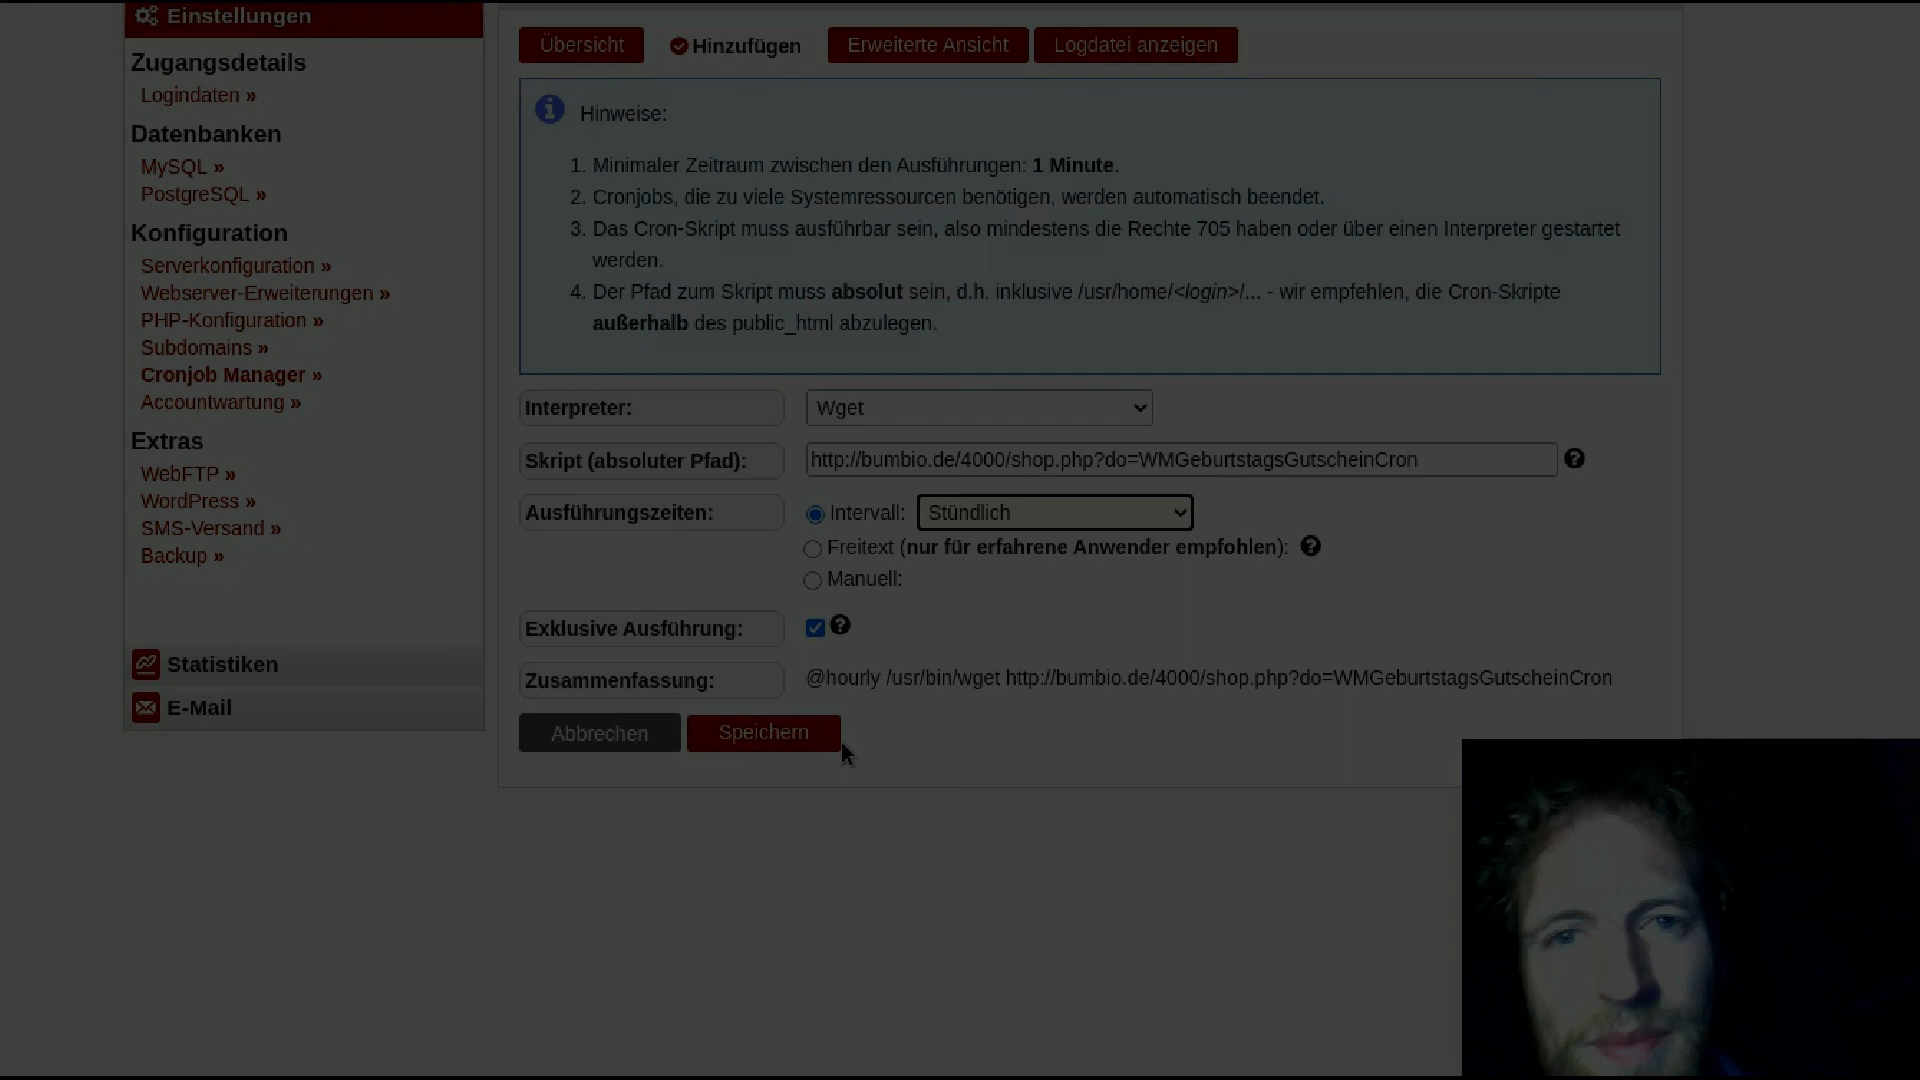 Einstellungen
Zugangsdetails
Logindaten »
Datenbanken
MySQL »
PostgreSQL »
Konfiguration
Serverkonfiguration »
Webserver-Erweiterungen »
PHP-Konfiguration »
Subdomains »
Cronjob Manager »
Accountwartung »
Extras
WebFTP »
WordPress »
SMS-Versand »
Backup »
Statistiken
E-Mail
Übersicht Hinzufügen Erweiterte Ansicht Logdatei anzeigen
Hinweise:
1. Minimaler Zeitraum zwischen den Ausführungen: 1 Minute.
2. Cronjobs, die zu viele Systemressourcen benötigen, werden automatisch beendet.
3. Das Cron-Skript muss ausführbar sein, also mindestens die Rechte 705 haben oder über einen Interpreter gestartet
werden.
4. Der Pfad zum Skript muss absolut sein, d.h. inklusive /usr/home/<login>/... - wir empfehlen, die Cron-Skripte
außerhalb des public_html abzulegen.
Interpreter: Wget
Skript (absoluter Pfad): http://bumbio.de/4000/shop.php?do=WMGeburtstagsGutscheinCron
Ausführungszeiten: Intervall: Stündlich
Freitext (nur für erfahrene Anwender empfohlen):
Manuell:
Exklusive Ausführung:
Zusammenfassung: @hourly /usr/bin/wget http://bumbio.de/4000/shop.php?do=WMGeburtstagsGutscheinCron
Abbrechen Speichern